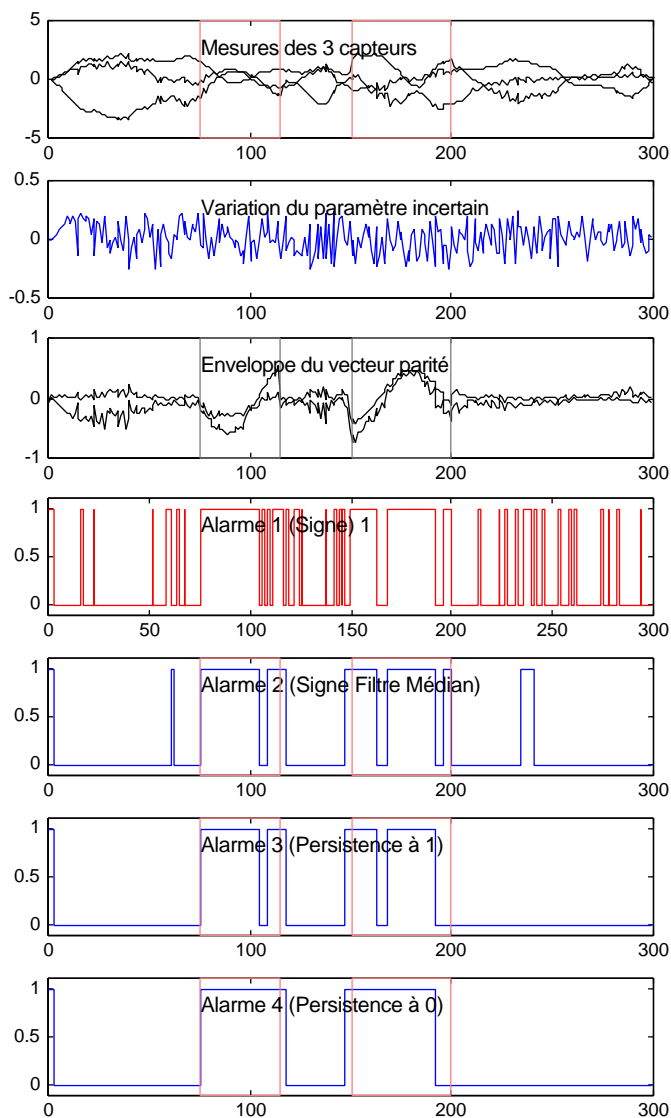 5
Mesures des 3 capteurs
0
-5
0 100 200 300
0.5
Variation du paramètre incertain
0
-0.5
0 100 200 300
1
Enveloppe du vecteur parité
0
-1
0 100 200 300
1
Alarme 1 (Signe) 1
0.5
0
0 50 100 150 200 250 300
1
Alarme 2 (Signe Filtre Médian)
0.5
0
0 100 200 300
1
Alarme 3 (Persistence à 1)
0.5
0
0 100 200 300
1
Alarme 4 (Persistence à 0)
0.5
0
0 100 200 300